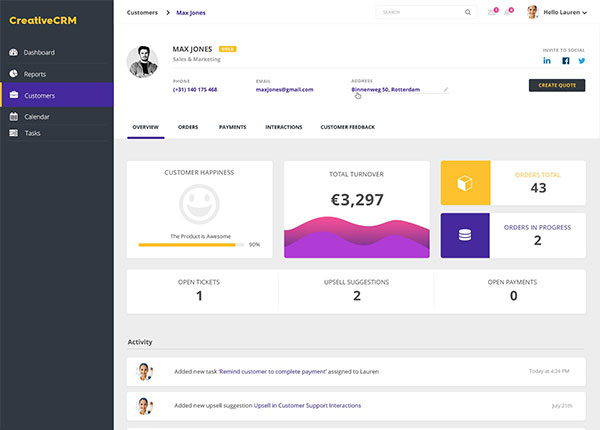 CreativeCRM
Customers > Max Jones
SEARCH
Hello Lauren
Dashboard
Reports
Customers
Calendar
Tasks
MAX JONES GOLD
Sales & Marketing
INVITE TO SOCIAL
PHONE EMAIL ADDRESS
(+31) 140 175 468 maxjones@gmail.com Binnenweg 50, Rotterdam
CREATE QUOTE
OVERVIEW ORDERS PAYMENTS INTERACTIONS CUSTOMER FEEDBACK
CUSTOMER HAPPINESS
The Product is Awesome
90%
TOTAL TURNOVER
€3,297
ORDERS TOTAL
43
ORDERS IN PROGRESS
2
OPEN TICKETS UPSELL SUGGESTIONS OPEN PAYMENTS
1 2 0
Activity
Added new task 'Remind customer to complete payment' assigned to Lauren Today at 4:24 PM
Added new upsell suggestion Upsell in Customer Support Interactions July 21th